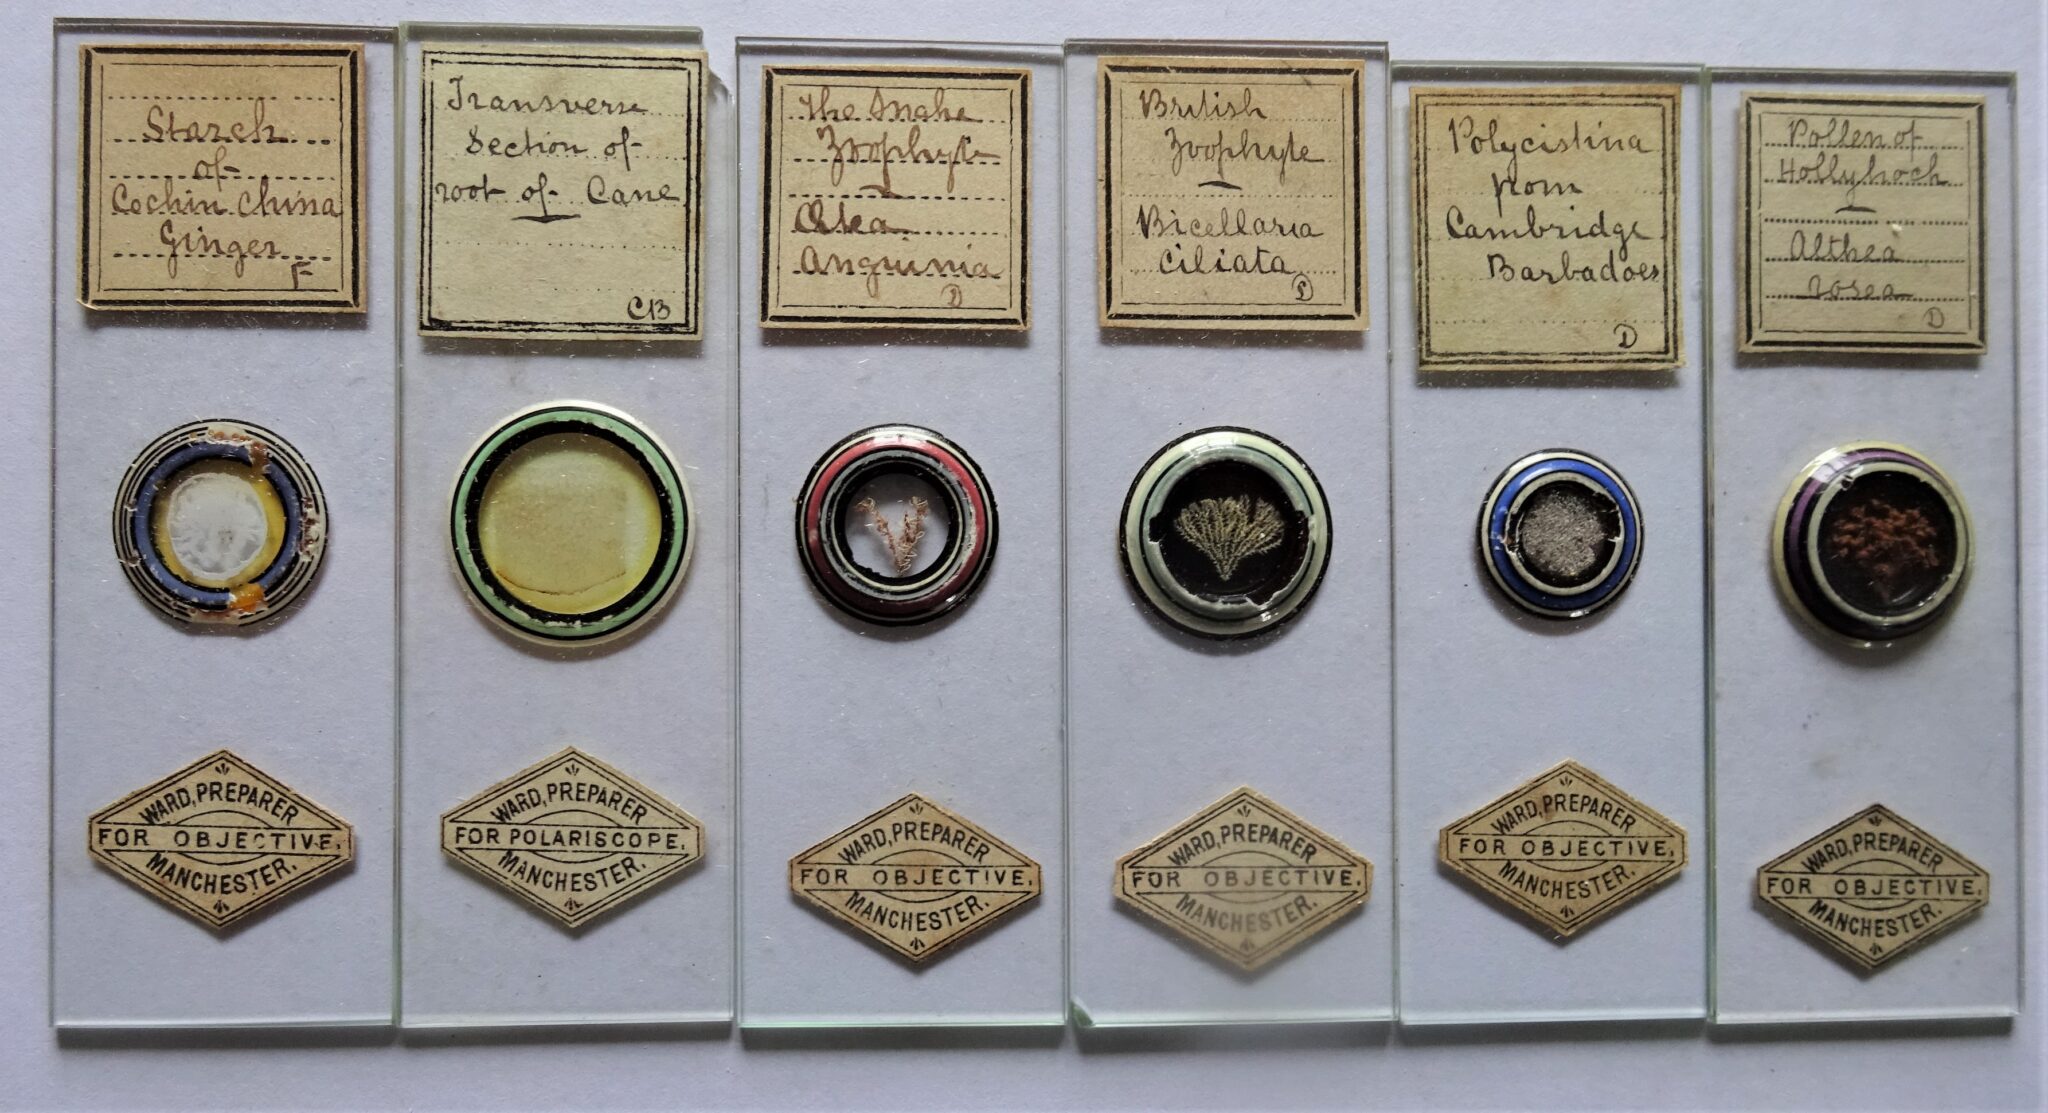 Starch
of
Cochin China
Ginger
F
WARD, PREPARER
FOR OBJECTIVE.
MANCHESTER.
Transverse
Section of
root of Cane
CB
WARD, PREPARER
FOR POLARISCOPE.
MANCHESTER.
The Snake
Zoophyte
Aetea
Anguinia
D
WARD, PREPARER
FOR OBJECTIVE.
MANCHESTER.
British
Zoophyte
Bicellaria
Ciliata
D
WARD, PREPARER
FOR OBJECTIVE.
MANCHESTER.
Polycistina
from
Cambridge
Barbadoes
D
WARD, PREPARER
FOR OBJECTIVE.
MANCHESTER.
Pollen of
Hollyhock
Althea
rosea
D
WARD, PREPARER
FOR OBJECTIVE.
MANCHESTER.